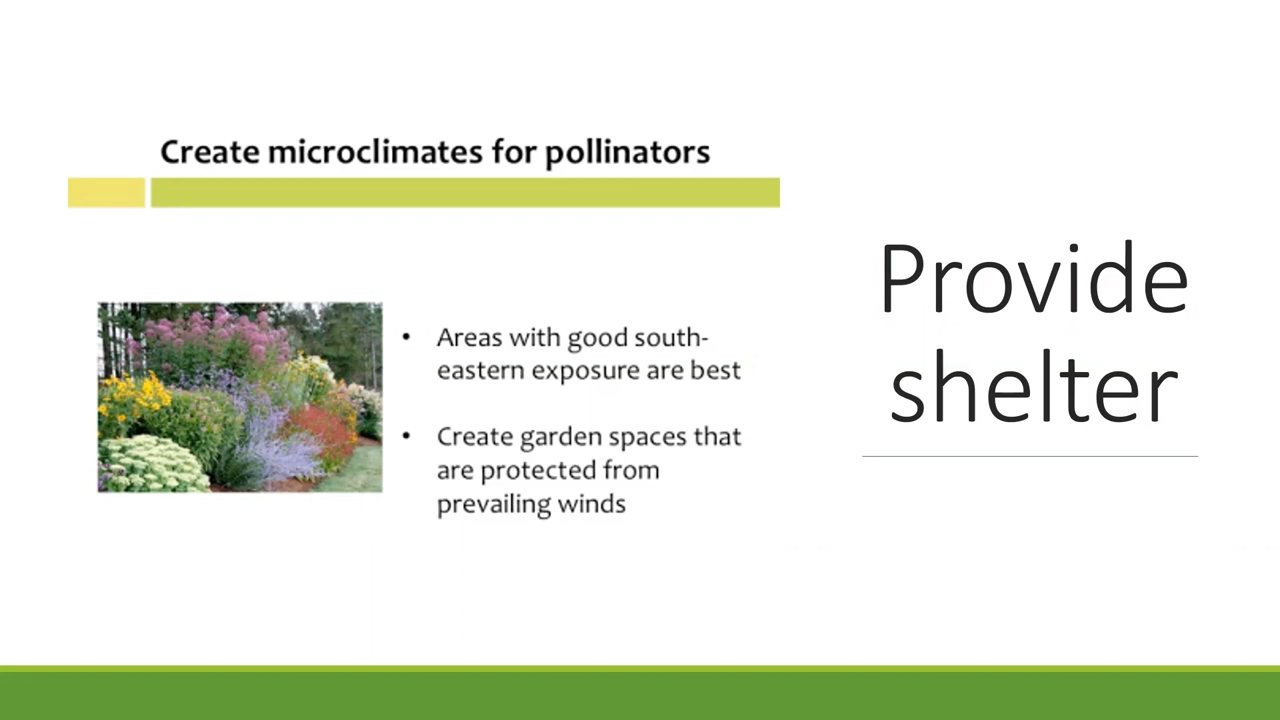 Create microclimates for pollinators
• Areas with good south-
eastern exposure are best
• Create garden spaces that
are protected from
prevailing winds
Provide
shelter